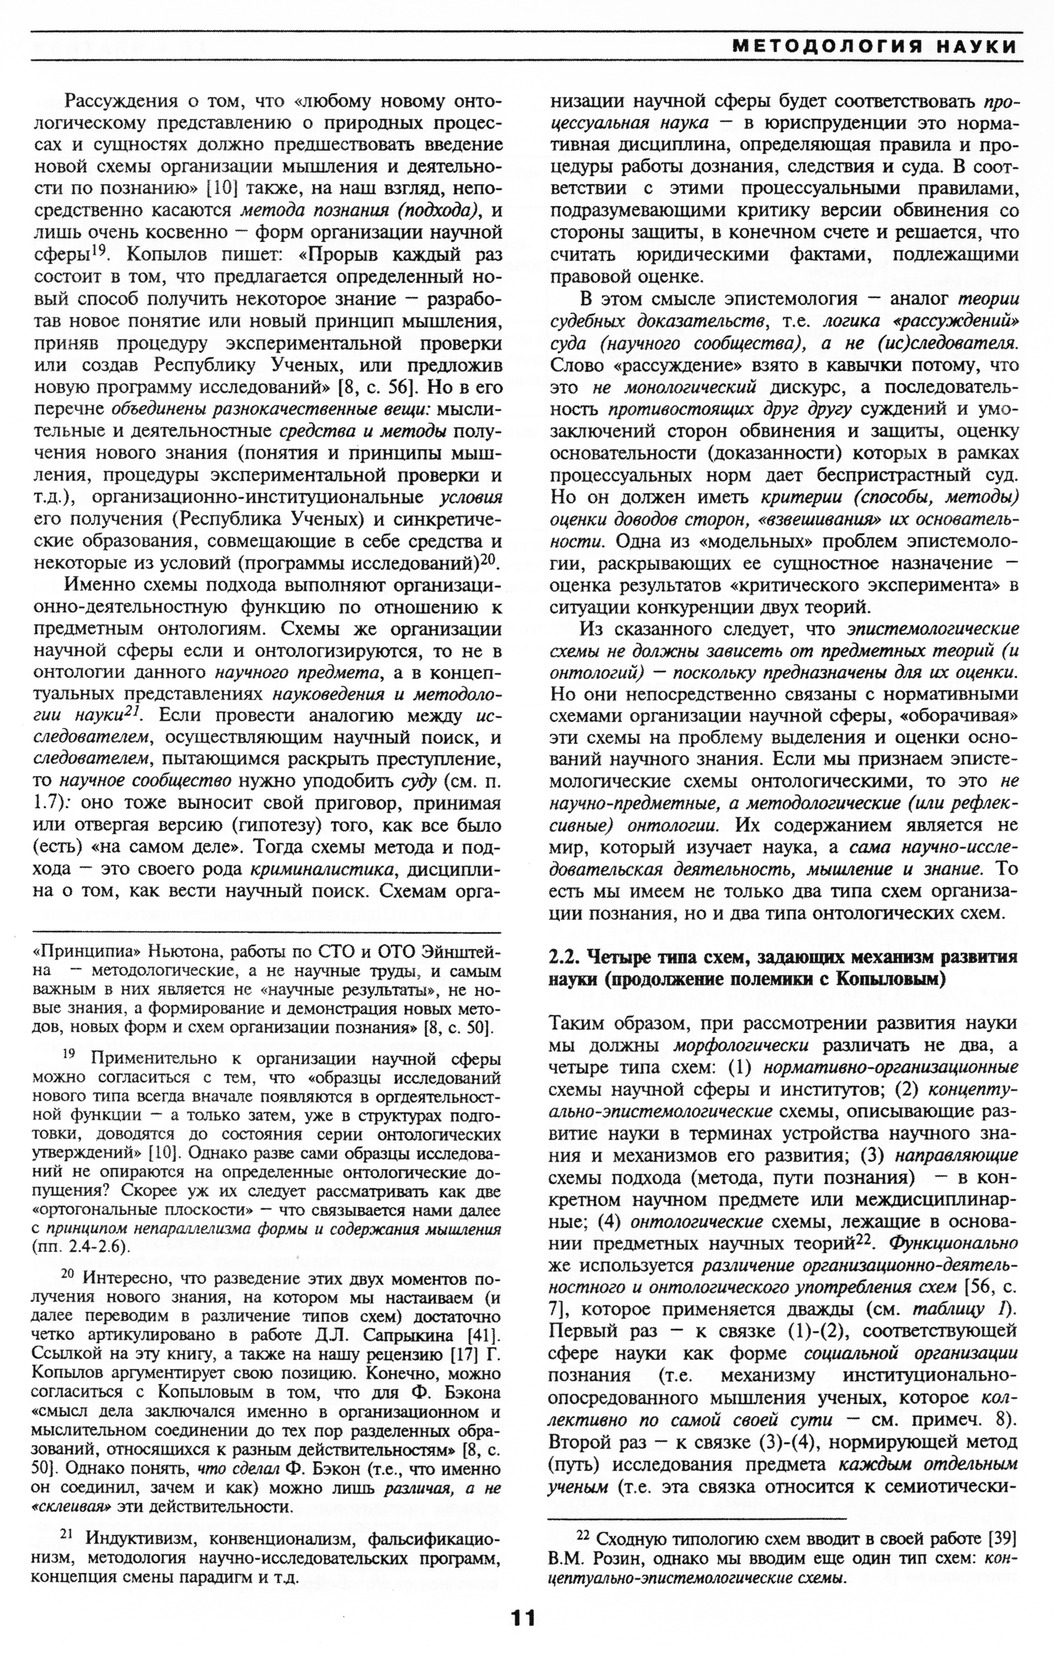 МЕТОДОЛОГИЯ НАУКИ
Рассуждения о том, что «любому новому онто-
логическому представлению о природных процес-
сах и сущностях должно предшествовать введение
новой схемы организации мышления и деятельно-
сти по познанию» [10] также, на наш взгляд, непо-
средственно касаются метода познания (подхода), и
лишь очень косвенно — форм организации научной
сферы19. Копылов пишет: «Прорыв каждый раз
состоит в том, что предлагается определенный но-
вый способ получить некоторое знание — разрабо-
тав новое понятие или новый принцип мышления,
приняв процедуру экспериментальной проверки
или создав Республику Ученых, или предложив
новую программу исследований» [8, с. 56]. Но в его
перечне объединены разнокачественные вещи: мысли-
тельные и деятельностные средства и методы полу-
чения нового знания (понятия и принципы мыш-
ления, процедуры экспериментальной проверки и
т.д.), организационно-институциональные условия
его получения (Республика Ученых) и синкретиче-
ские образования, совмещающие в себе средства и
некоторые из условий (программы исследований)20.
Именно схемы подхода выполняют организаци-
онно-деятельностную функцию по отношению к
предметным онтологиям. Схемы же организации
научной сферы если и онтологизируются, то не в
онтологии данного научного предмета, а в концеп-
туальных представлениях науковедения и методоло-
гии науки21. Если провести аналогию между ис-
следователем, осуществляющим научный поиск, и
следователем, пытающимся раскрыть преступление,
то научное сообщество нужно уподобить суду (см. п.
1.7): оно тоже выносит свой приговор, принимая
или отвергая версию (гипотезу) того, как все было
(есть) «на самом деле». Тогда схемы метода и под-
хода — это своего рода криминалистика, дисципли-
на о том, как вести научный поиск. Схемам орга-
«Принципиа» Ньютона, работы по СТО и ОТО Эйнштей-
на — методологические, а не научные труды, и самым
важным в них является не «научные результаты», не но-
вые знания, а формирование и демонстрация новых мето-
дов, новых форм и схем организации познания» [8, с. 50].
19 Применительно к организации научной сферы
можно согласиться с тем, что «образцы исследований
нового типа всегда вначале появляются в оргдеятельност-
ной функции — а только затем, уже в структурах подго-
товки, доводятся до состояния серии онтологических
утверждений» [10]. Однако разве сами образцы исследова-
ний не опираются на определенные онтологические до-
пущения? Скорее уж их следует рассматривать как две
«ортогональные плоскости» — что связывается нами далее
с принципом непараллелизма формы и содержания мышления
(пп. 2.4-2.6).
20 Интересно, что разведение этих двух моментов по-
лучения нового знания, на котором мы настаиваем (и
далее переводим в различение типов схем) достаточно
четко артикулировано в работе Д.Л. Сапрыкина [41].
Ссылкой на эту книгу, а также на нашу рецензию [17] Г.
Копылов аргументирует свою позицию. Конечно, можно
согласиться с Копыловым в том, что для Ф. Бэкона
«смысл дела заключался именно в организационном и
мыслительном соединении до тех пор разделенных обра-
зований, относящихся к разным действительностям» [8, с.
50]. Однако понять, что сделал Ф. Бэкон (т.е., что именно
он соединил, зачем и как) можно лишь различая, а не
«склеивая» эти действительности.
21 Индуктивизм, конвенционализм, фальсификацио-
низм, методология научно-исследовательских программ,
концепция смены парадигм и т.д.
низации научной сферы будет соответствовать про-
цессуальная наука — в юриспруденции это норма-
тивная дисциплина, определяющая правила и про-
цедуры работы дознания, следствия и суда. В соот-
ветствии с этими процессуальными правилами,
подразумевающими критику версии обвинения со
стороны защиты, в конечном счете и решается, что
считать юридическими фактами, подлежащими
правовой оценке.
В этом смысле эпистемология — аналог теории
судебных доказательств, т.е. логика «рассуждений»
суда (научного сообщества), а не (ис)следователя.
Слово «рассуждение» взято в кавычки потому, что
это не монологический дискурс, а последователь-
ность противостоящих друг другу суждений и умо-
заключений сторон обвинения и защиты, оценку
основательности (доказанности) которых в рамках
процессуальных норм дает беспристрастный суд.
Но он должен иметь критерии (способы, методы)
оценки доводов сторон, «взвешивания» их основатель-
ности. Одна из «модельных» проблем эпистемоло-
гии, раскрывающих ее сущностное назначение —
оценка результатов «критического эксперимента» в
ситуации конкуренции двух теорий.
Из сказанного следует, что эпистемологические
схемы не должны зависеть от предметных теорий (и
онтологий) — поскольку предназначены для их оценки.
Но они непосредственно связаны с нормативными
схемами организации научной сферы, «оборачивая»
эти схемы на проблему выделения и оценки осно-
ваний научного знания. Если мы признаем эписте-
мологические схемы онтологическими, то это не
научно-предметные, а методологические (или рефлек-
сивные) онтологии. Их содержанием является не
мир, который изучает наука, а сама научно-иссле-
довательская деятельность, мышление и знание. То
есть мы имеем не только два типа схем организа-
ции познания, но и два типа онтологических схем.
2.2. Четыре типа схем, задающих механизм развития
науки (продолжение полемики с Копыловым)
Таким образом, при рассмотрении развития науки
мы должны морфологически различать не два, а
четыре типа схем: (1) нормативно-организационные
схемы научной сферы и институтов; (2) концепту-
ально-эпистемологические схемы, описывающие раз-
витие науки в терминах устройства научного зна-
ния и механизмов его развития; (3) направляющие
схемы подхода (метода, пути познания) — в кон-
кретном научном предмете или междисциплинар-
ные; (4) онтологические схемы, лежащие в основа-
нии предметных научных теорий22. Функционально
же используется различение организационно-деятель-
ностного и онтологического употребления схем [56, с.
7], которое применяется дважды (см. таблицу 1).
Первый раз — к связке (1)-(2), соответствующей
сфере науки как форме социальной организации
познания (т.е. механизму институционально-
опосредованного мышления ученых, которое кол-
лективно по самой своей сути — см. примеч. 8).
Второй раз — к связке (3)-(4), нормирующей метод
(путь) исследования предмета каждым отдельным
ученым (т.е. эта связка относится к семиотически-
22 Сходную типологию схем вводит в своей работе [39]
В.М. Розин, однако мы вводим еще один тип схем: кон-
цептуально-эпистемологические схемы.
11